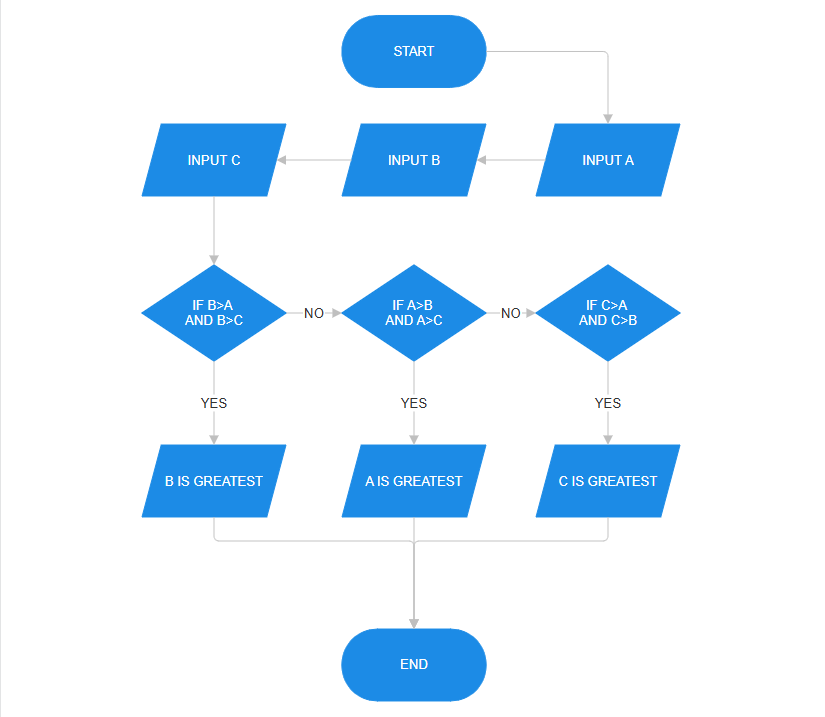 START
INPUT C
INPUT B
INPUT A
IF B>A
AND B>C
NO
IF A>B
AND A>C
NO
IF C>A
AND C>B
YES
YES
YES
B IS GREATEST
A IS GREATEST
C IS GREATEST
END